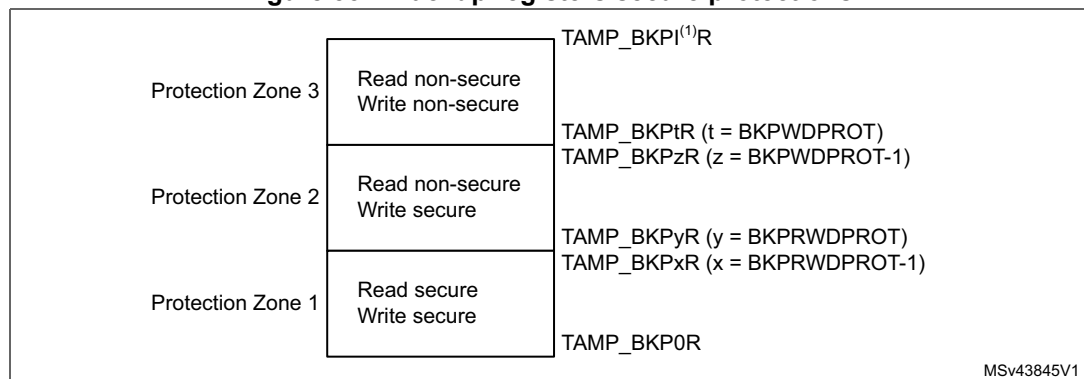 TAMP_BKPI(1)R
Protection Zone 3
Read non-secure
Write non-secure
TAMP_BKPtR (t = BKPWDPROT)
TAMP_BKPzR (z = BKPWDPROT-1)
Protection Zone 2
Read non-secure
Write secure
TAMP_BKPyR (y = BKPRWDPROT)
TAMP_BKPxR (x = BKPRWDPROT-1)
Protection Zone 1
Read secure
Write secure
TAMP_BKP0R
MSv43845V1